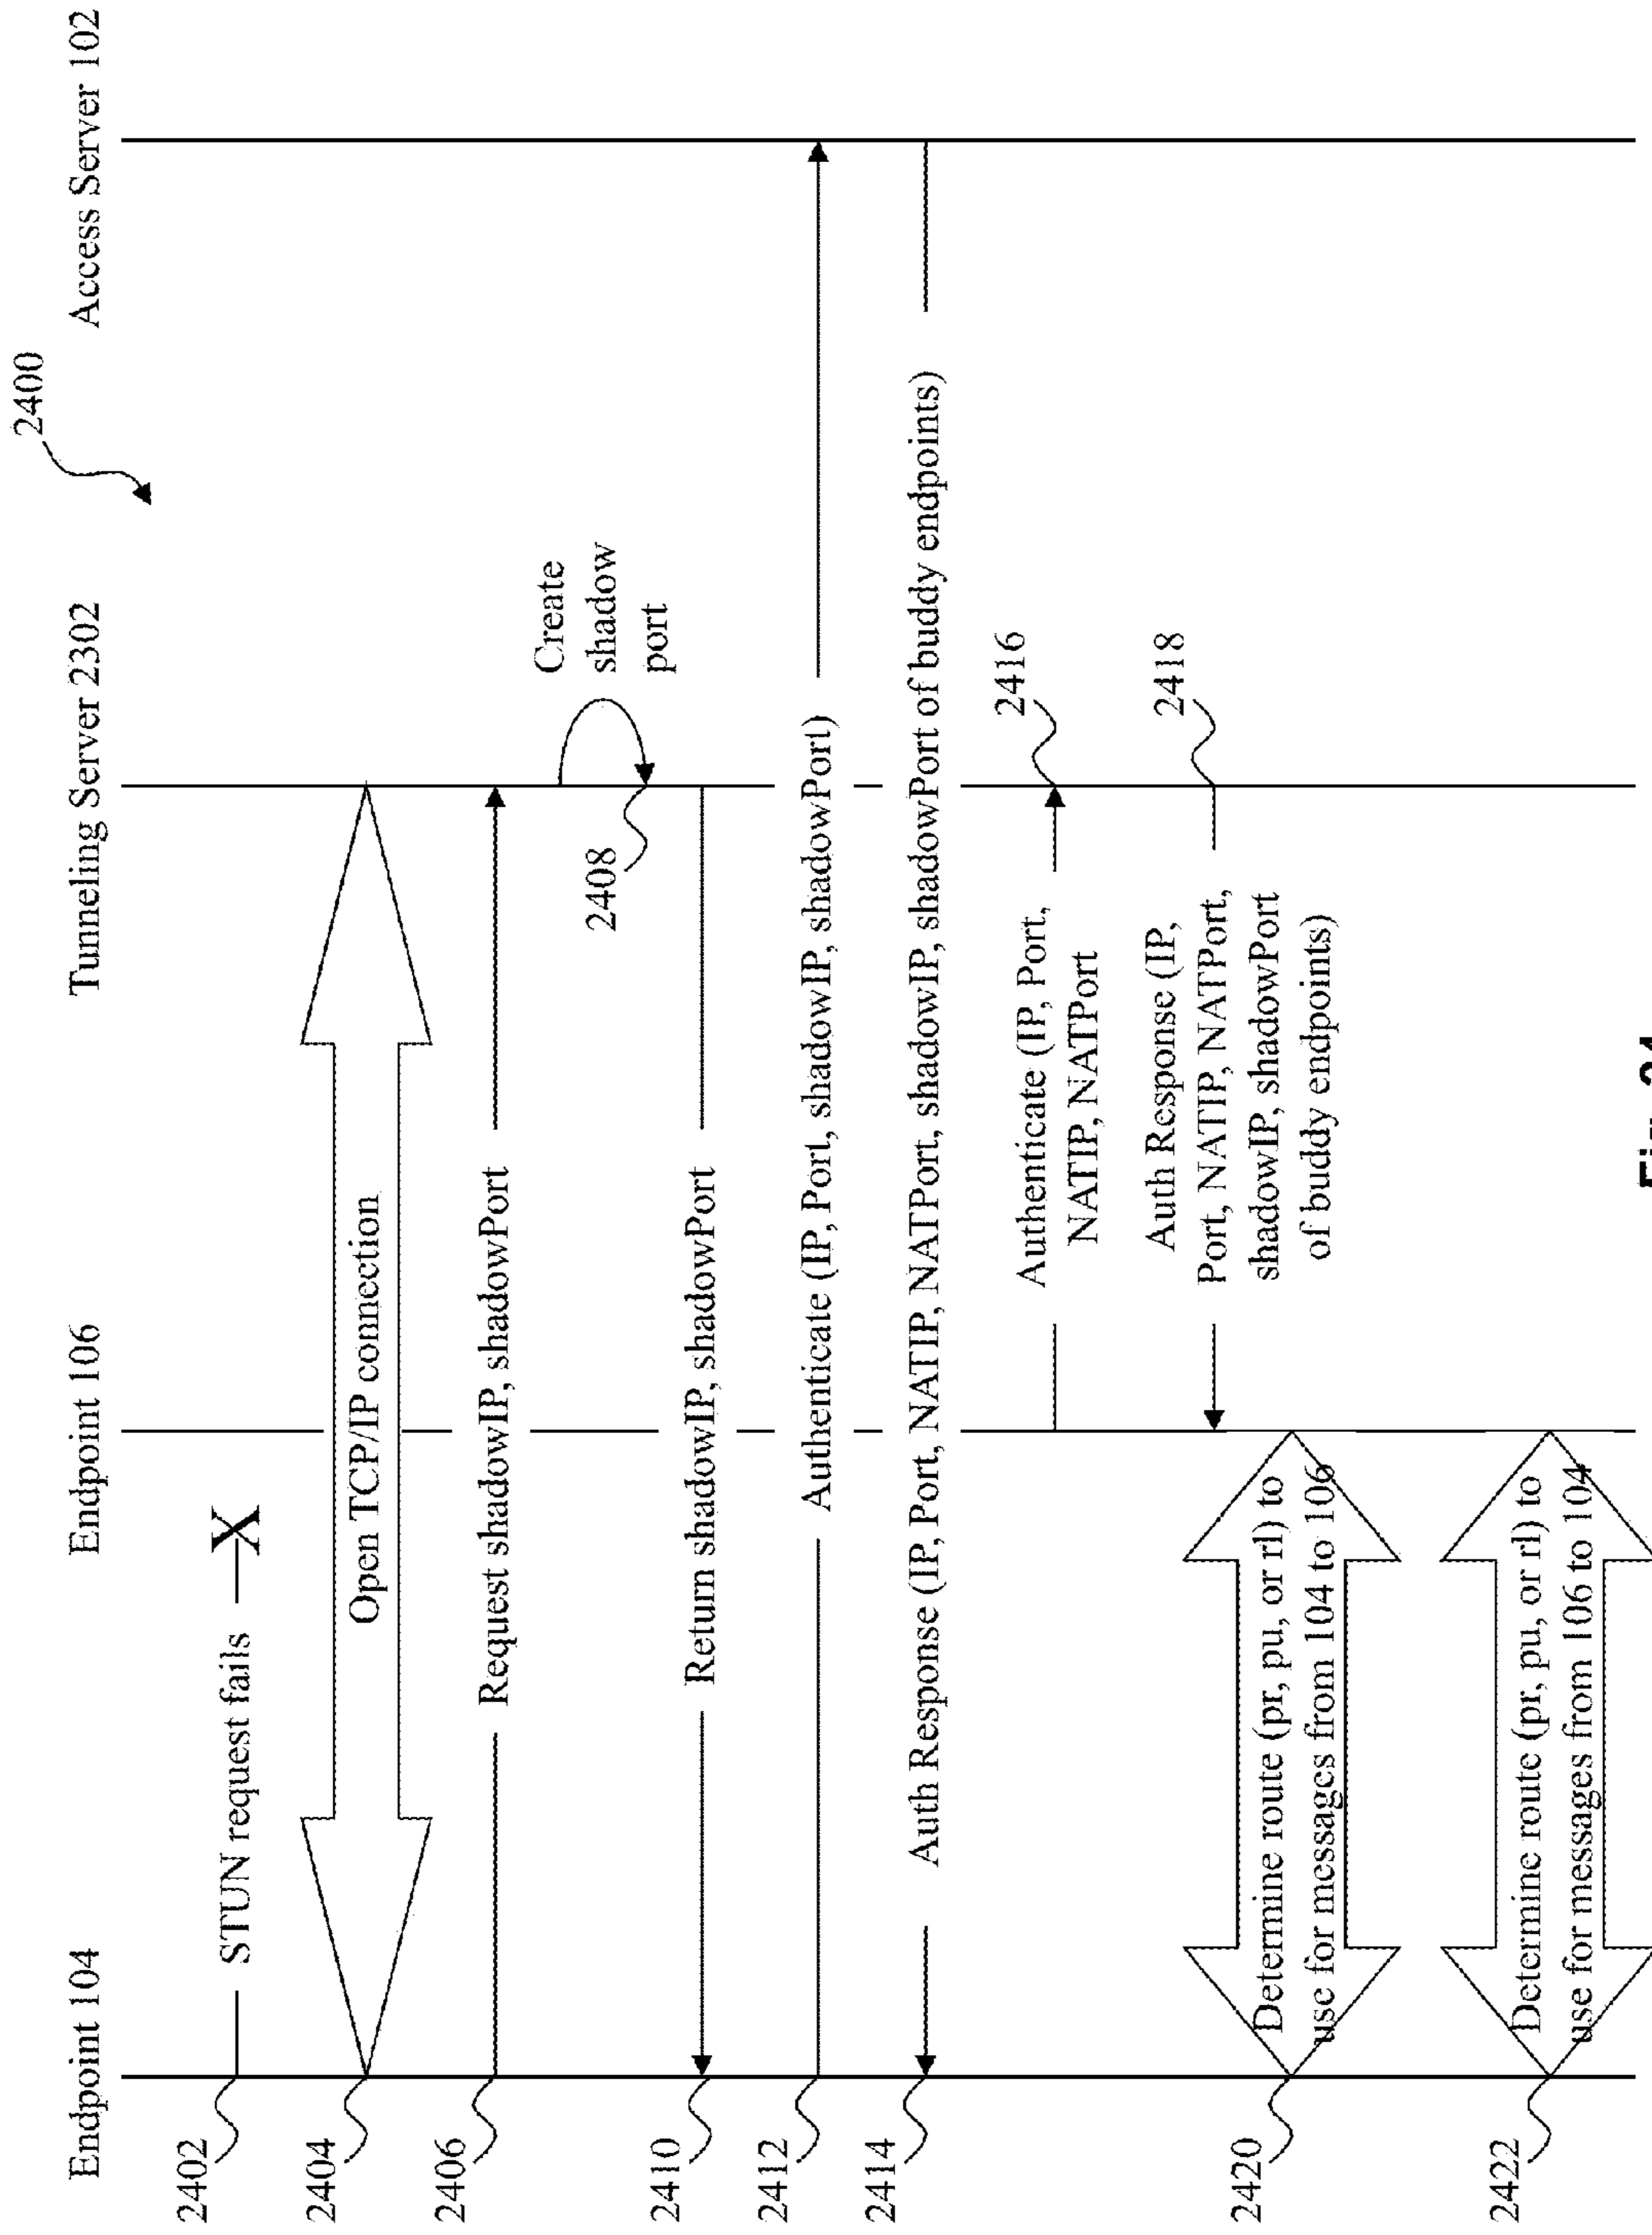 2400
Endpoint 104
Endpoint 106
Tunneling Server 2302
Access Server 102
2402
STUN request fails
X
2404
Open TCP/IP connection
2406
Request shadowIP, shadowPort
Create
shadow
port
2408
2410
Return shadowIP, shadowPort
2412
Authenticate (IP, Port, shadowIP, shadowPort)
2414
Auth Response (IP, Port, NATIP, NATPort, shadowIP, shadowPort of buddy endpoints)
Authenticate (IP, Port,
NATIP, NATPort
2416
Auth Response (IP,
Port, NATIP, NATPort,
shadowIP, shadowPort
of buddy endpoints)
2418
2420
Determine route (pr, pu, or rl) to
use for messages from 104 to 106
2422
Determine route (pr, pu, or rl) to
use for messages from 106 to 104